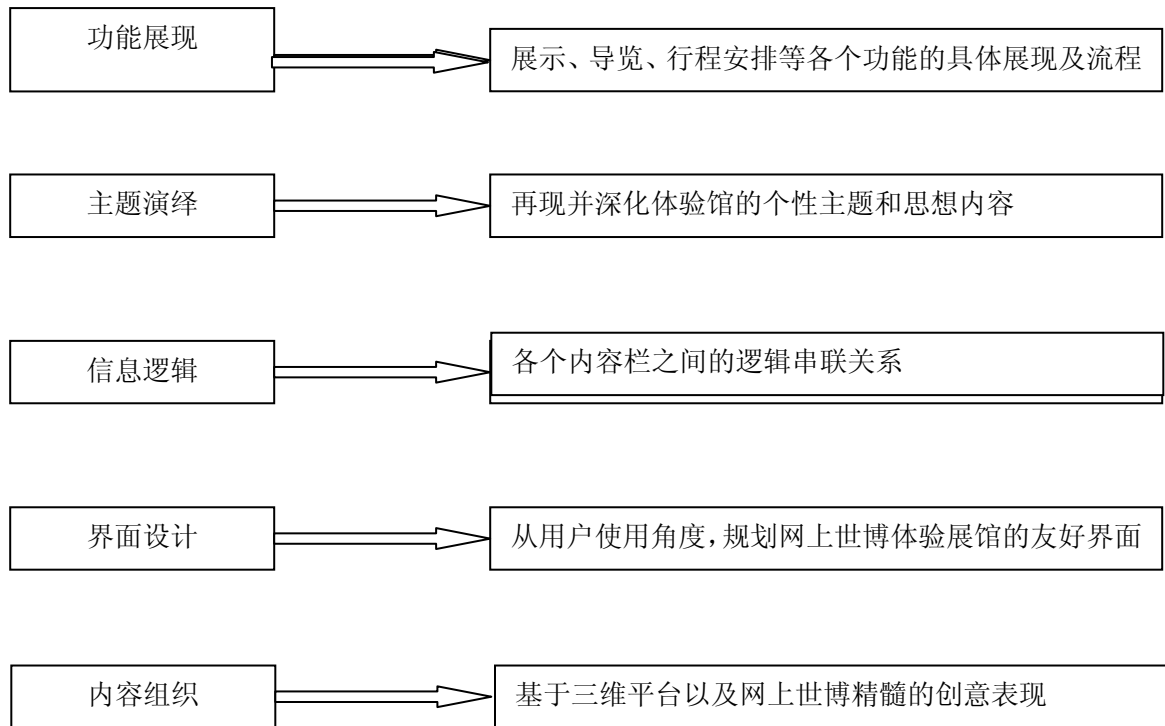 功能展现
展示、导览、行程安排等各个功能的具体展现及流程
主题演绎
再现并深化体验馆的个性主题和思想内容
信息逻辑
各个内容栏之间的逻辑串联关系
界面设计
从用户使用角度，规划网上世博体验展馆的友好界面
内容组织
基于三维平台以及网上世博精髓的创意表现